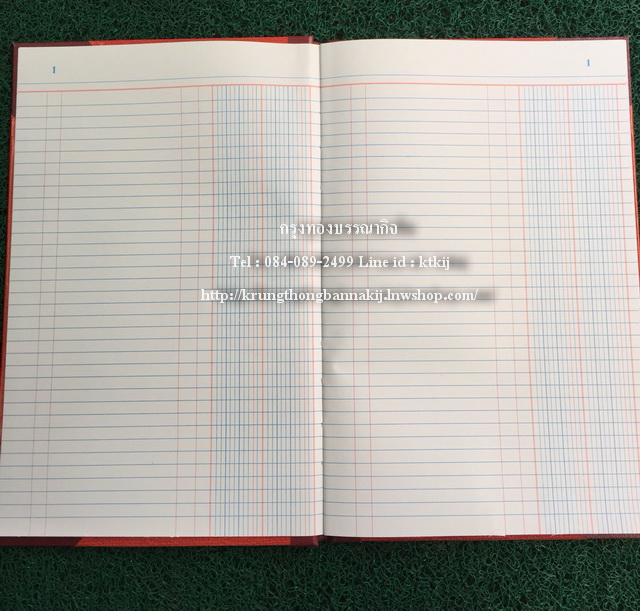 1
1
กรุงทองบรรณากิจ
Tel : 084-089-2499 Line id : ktkij
http://krungthongbannakij.lnwshop.com/